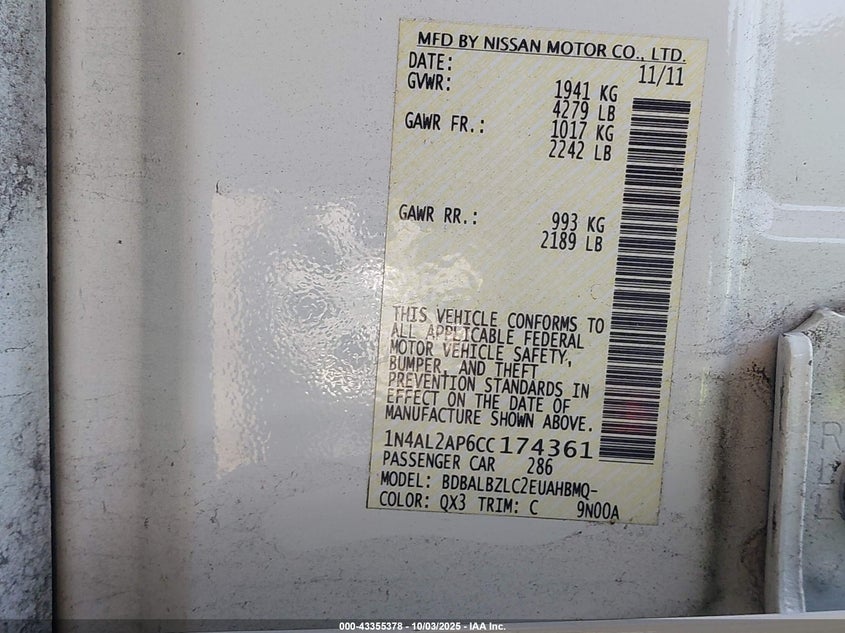 MFD BY NISSAN MOTOR CO., LTD.
DATE: 11/11
GVWR: 1941 KG
4279 LB
GAWR FR.: 1017 KG
2242 LB
GAWR RR.: 993 KG
2189 LB
THIS VEHICLE CONFORMS TO
ALL APPLICABLE FEDERAL
MOTOR VEHICLE SAFETY,
BUMPER, AND THEFT
PREVENTION STANDARDS IN
EFFECT ON THE DATE OF
MANUFACTURE SHOWN ABOVE.
1N4AL2AP6CC174361
PASSENGER CAR 286
MODEL: BDBALBZLC2EUAHBMQ-
COLOR: QX3 TRIM: C 9N00A
000-43355378 - 10/03/2025 - IAA Inc.